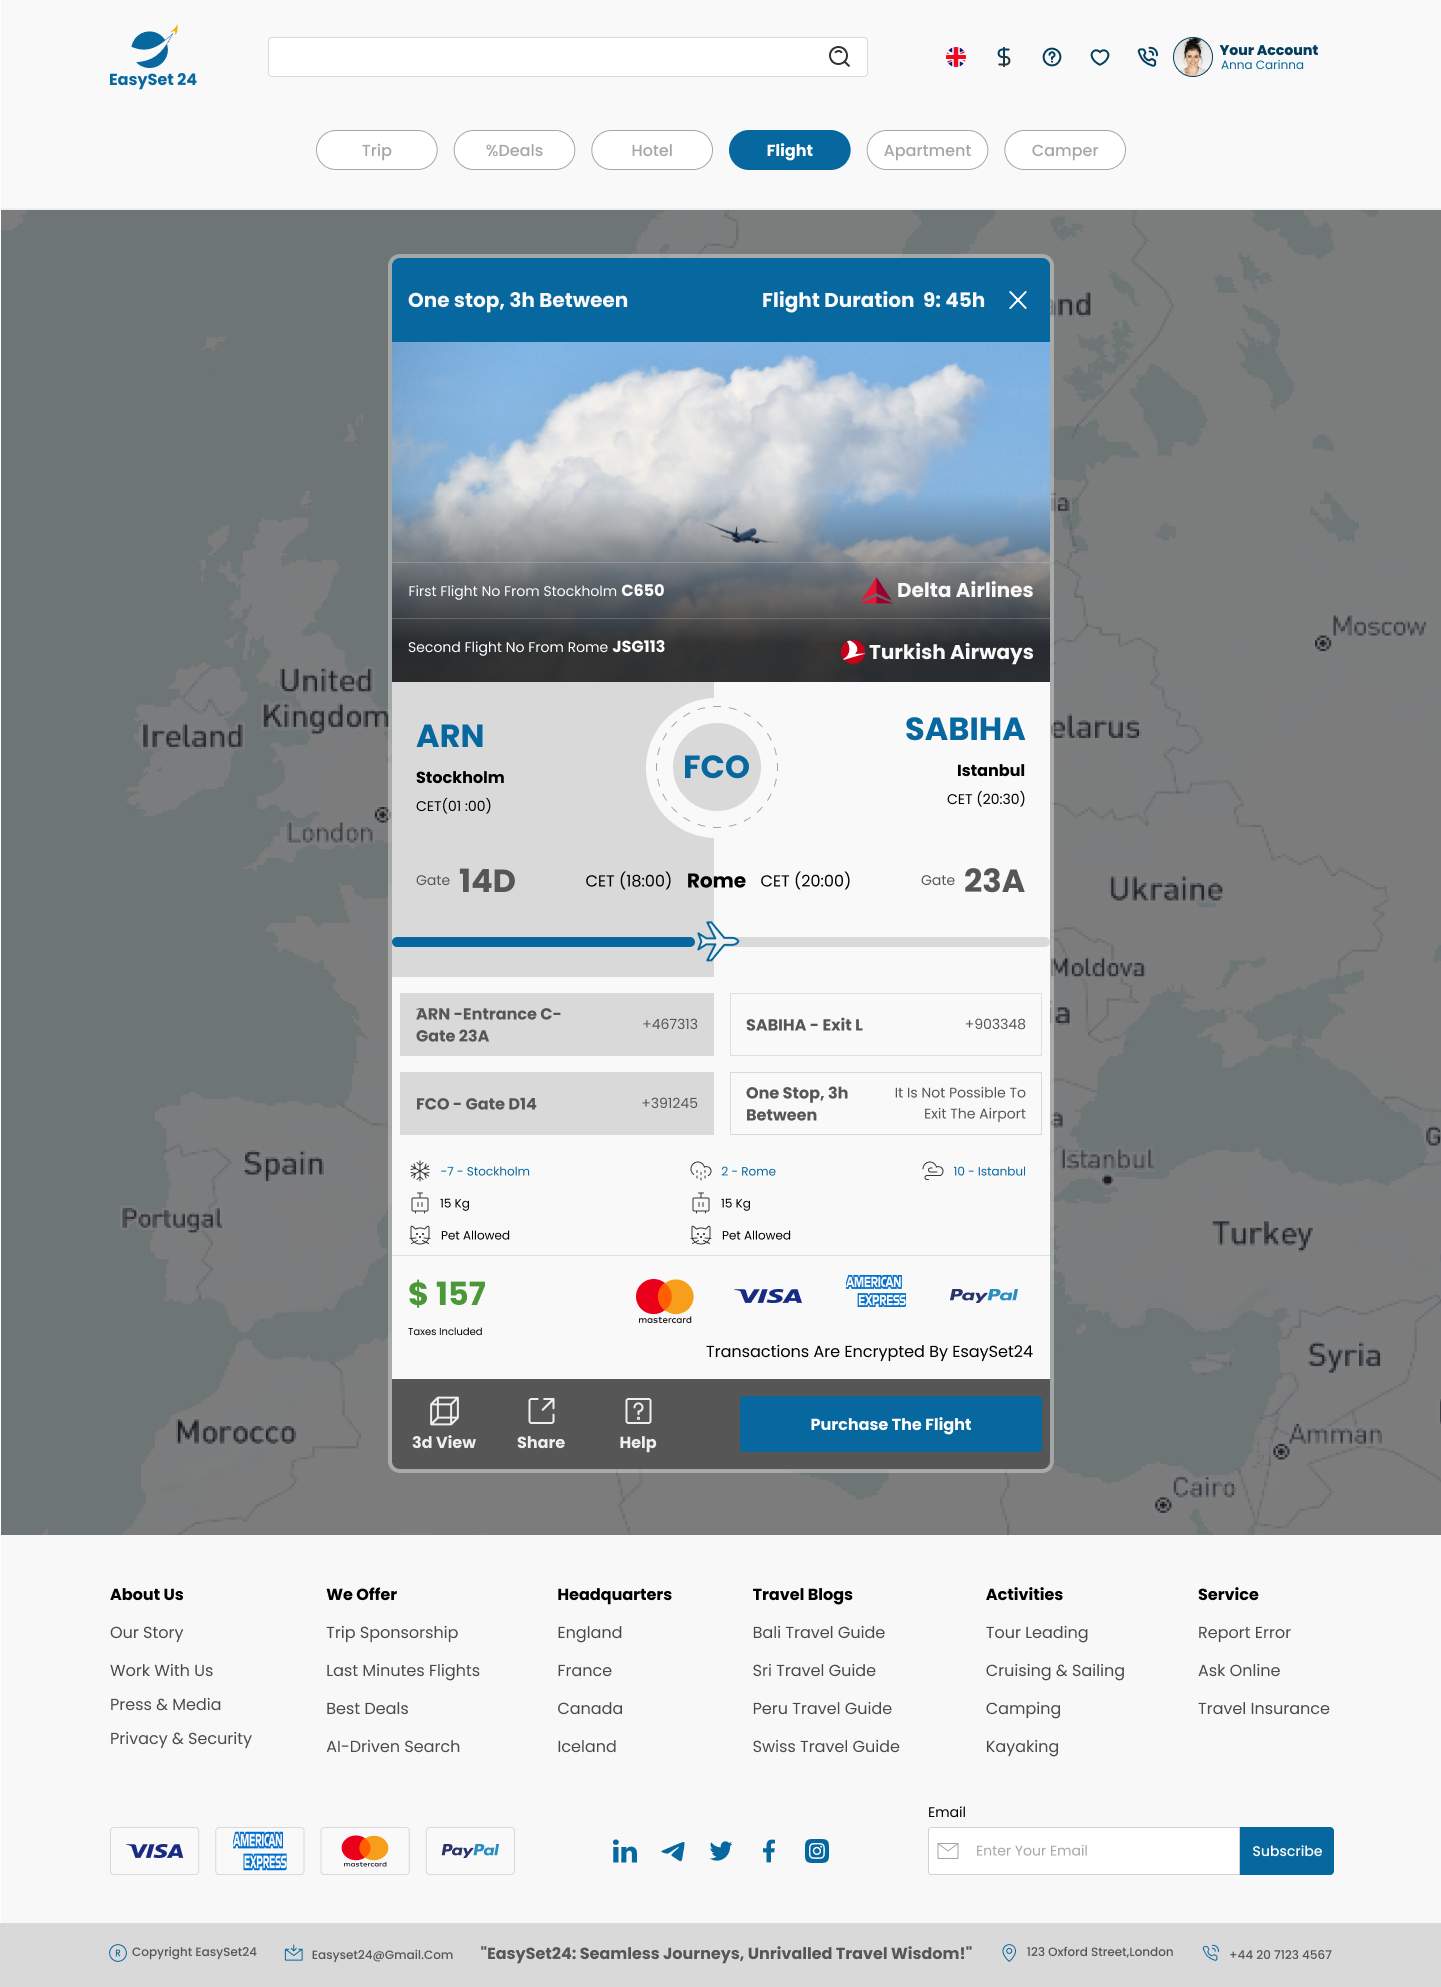 EasySet 24
Your Account
Anna Carinna
Trip
%Deals
Hotel
Flight
Apartment
Camper
One stop, 3h Between
Flight Duration 9: 45h
First Flight No From Stockholm C650
Delta Airlines
Second Flight No From Rome JSG113
Turkish Airways
ARN
Stockholm
CET(01 :00)
FCO
SABIHA
Istanbul
CET (20:30)
Gate 14D
CET (18:00) Rome CET (20:00)
Gate 23A
ARN -Entrance C-
Gate 23A
+467313
SABIHA - Exit L
+903348
FCO - Gate D14
+391245
One Stop, 3h
Between
It Is Not Possible To
Exit The Airport
-7 - Stockholm
2 - Rome
10 - Istanbul
15 Kg
15 Kg
Pet Allowed
Pet Allowed
$ 157
Taxes Included
mastercard
VISA
AMERICAN
EXPRESS
PayPal
Transactions Are Encrypted By EsaySet24
3d View
Share
Help
Purchase The Flight
United
Kingdom
Ireland
London
Spain
Portugal
Morocco
nd
ia
Moscow
elarus
Ukraine
Moldova
a
a
G
Istanbul
Turkey
Syria
Amman
Cairo
About Us
Our Story
Work With Us
Press & Media
Privacy & Security
We Offer
Trip Sponsorship
Last Minutes Flights
Best Deals
AI-Driven Search
Headquarters
England
France
Canada
Iceland
Travel Blogs
Bali Travel Guide
Sri Travel Guide
Peru Travel Guide
Swiss Travel Guide
Activities
Tour Leading
Cruising & Sailing
Camping
Kayaking
Service
Report Error
Ask Online
Travel Insurance
VISA
AMERICAN
EXPRESS
mastercard
PayPal
in
Email
Enter Your Email
Subscribe
R Copyright EasySet24
Easyset24@Gmail.Com
"EasySet24: Seamless Journeys, Unrivalled Travel Wisdom!"
123 Oxford Street,London
+44 20 7123 4567